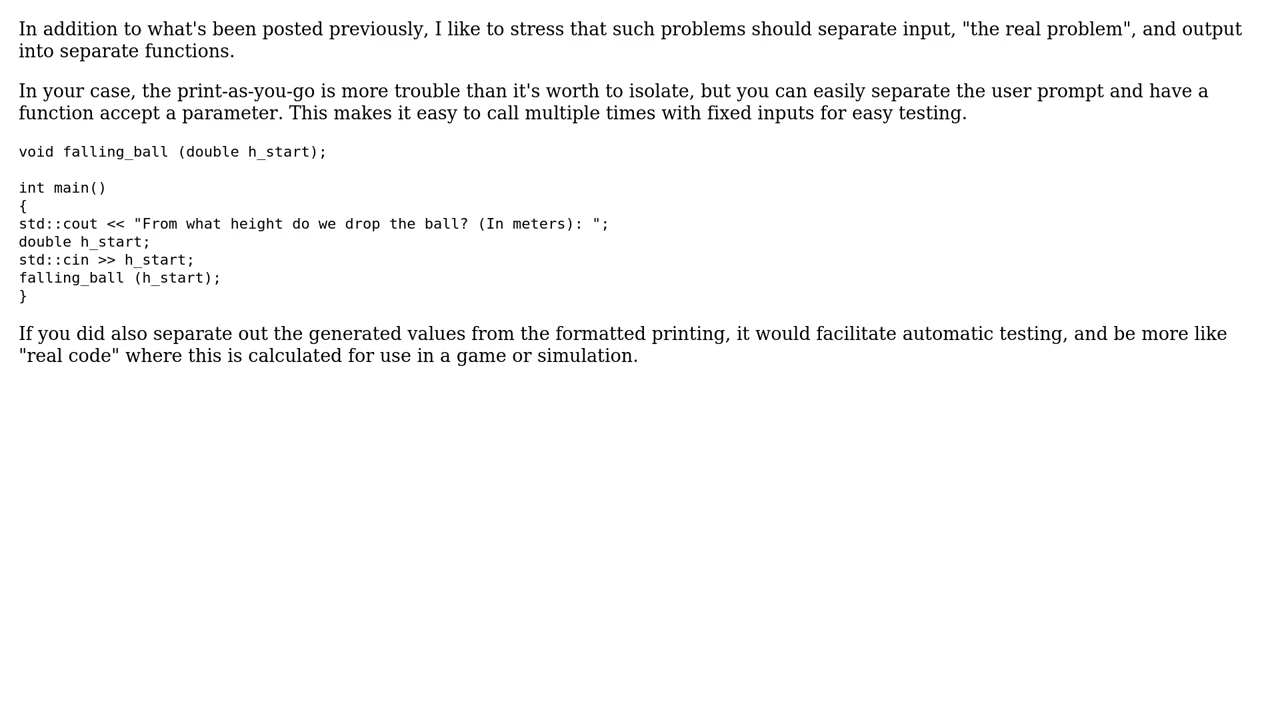 In addition to what's been posted previously, I like to stress that such problems should separate input, "the real problem", and output
into separate functions.
In your case, the print-as-you-go is more trouble than it's worth to isolate, but you can easily separate the user prompt and have a
function accept a parameter. This makes it easy to call multiple times with fixed inputs for easy testing.
void falling_ball (double h_start);
int main()
{
std::cout << "From what height do we drop the ball? (In meters): ";
double h_start;
std::cin >> h_start;
falling_ball (h_start);
}
If you did also separate out the generated values from the formatted printing, it would facilitate automatic testing, and be more like
"real code" where this is calculated for use in a game or simulation.